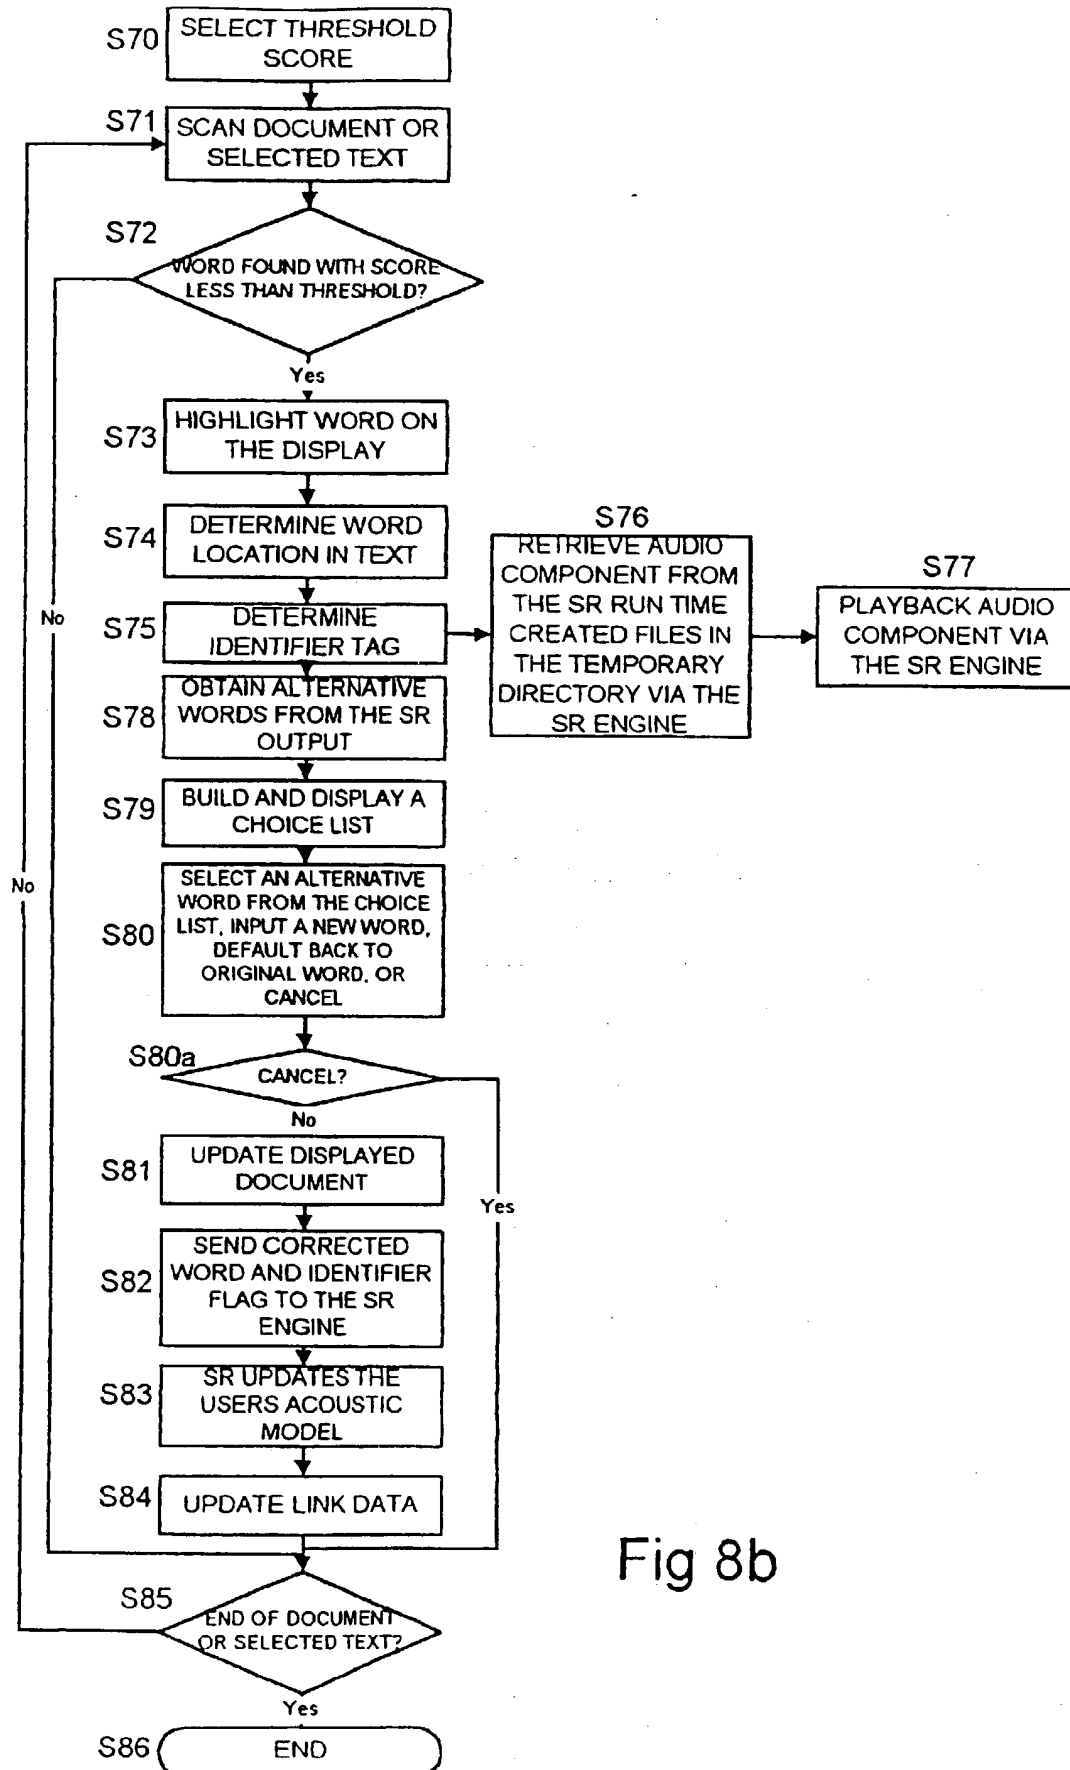 S70
SELECT THRESHOLD
SCORE
S71
SCAN DOCUMENT OR
SELECTED TEXT
S72
WORD FOUND WITH SCORE
LESS THAN THRESHOLD?
Yes
No
S73
HIGHLIGHT WORD ON
THE DISPLAY
S74
DETERMINE WORD
LOCATION IN TEXT
S75
DETERMINE
IDENTIFIER TAG
S76
RETRIEVE AUDIO
COMPONENT FROM
THE SR RUN TIME
CREATED FILES IN
THE TEMPORARY
DIRECTORY VIA THE
SR ENGINE
S77
PLAYBACK AUDIO
COMPONENT VIA
THE SR ENGINE
S78
OBTAIN ALTERNATIVE
WORDS FROM THE SR
OUTPUT
S79
BUILD AND DISPLAY A
CHOICE LIST
S80
SELECT AN ALTERNATIVE
WORD FROM THE CHOICE
LIST, INPUT A NEW WORD,
DEFAULT BACK TO
ORIGINAL WORD, OR
CANCEL
S80a
CANCEL?
No
Yes
S81
UPDATE DISPLAYED
DOCUMENT
S82
SEND CORRECTED
WORD AND IDENTIFIER
FLAG TO THE SR
ENGINE
S83
SR UPDATES THE
USERS ACOUSTIC
MODEL
S84
UPDATE LINK DATA
S85
END OF DOCUMENT
OR SELECTED TEXT?
No
Yes
S86
END
Fig 8b